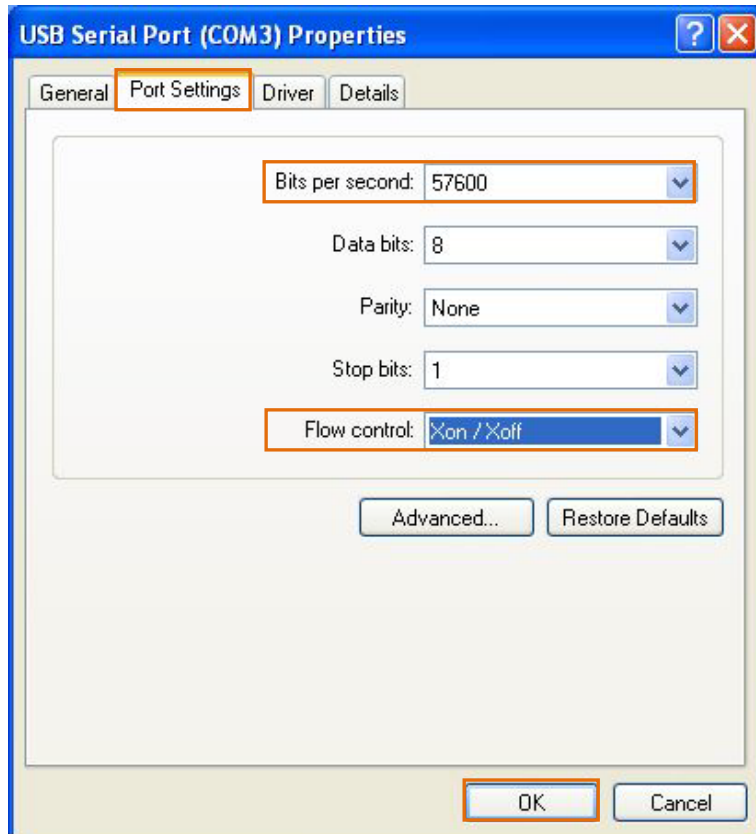 USB Serial Port (COM3) Properties
General Port Settings Driver Details
Bits per second: 57600
Data bits: 8
Parity: None
Stop bits: 1
Flow control: Xon / Xoff
Advanced... Restore Defaults
OK Cancel